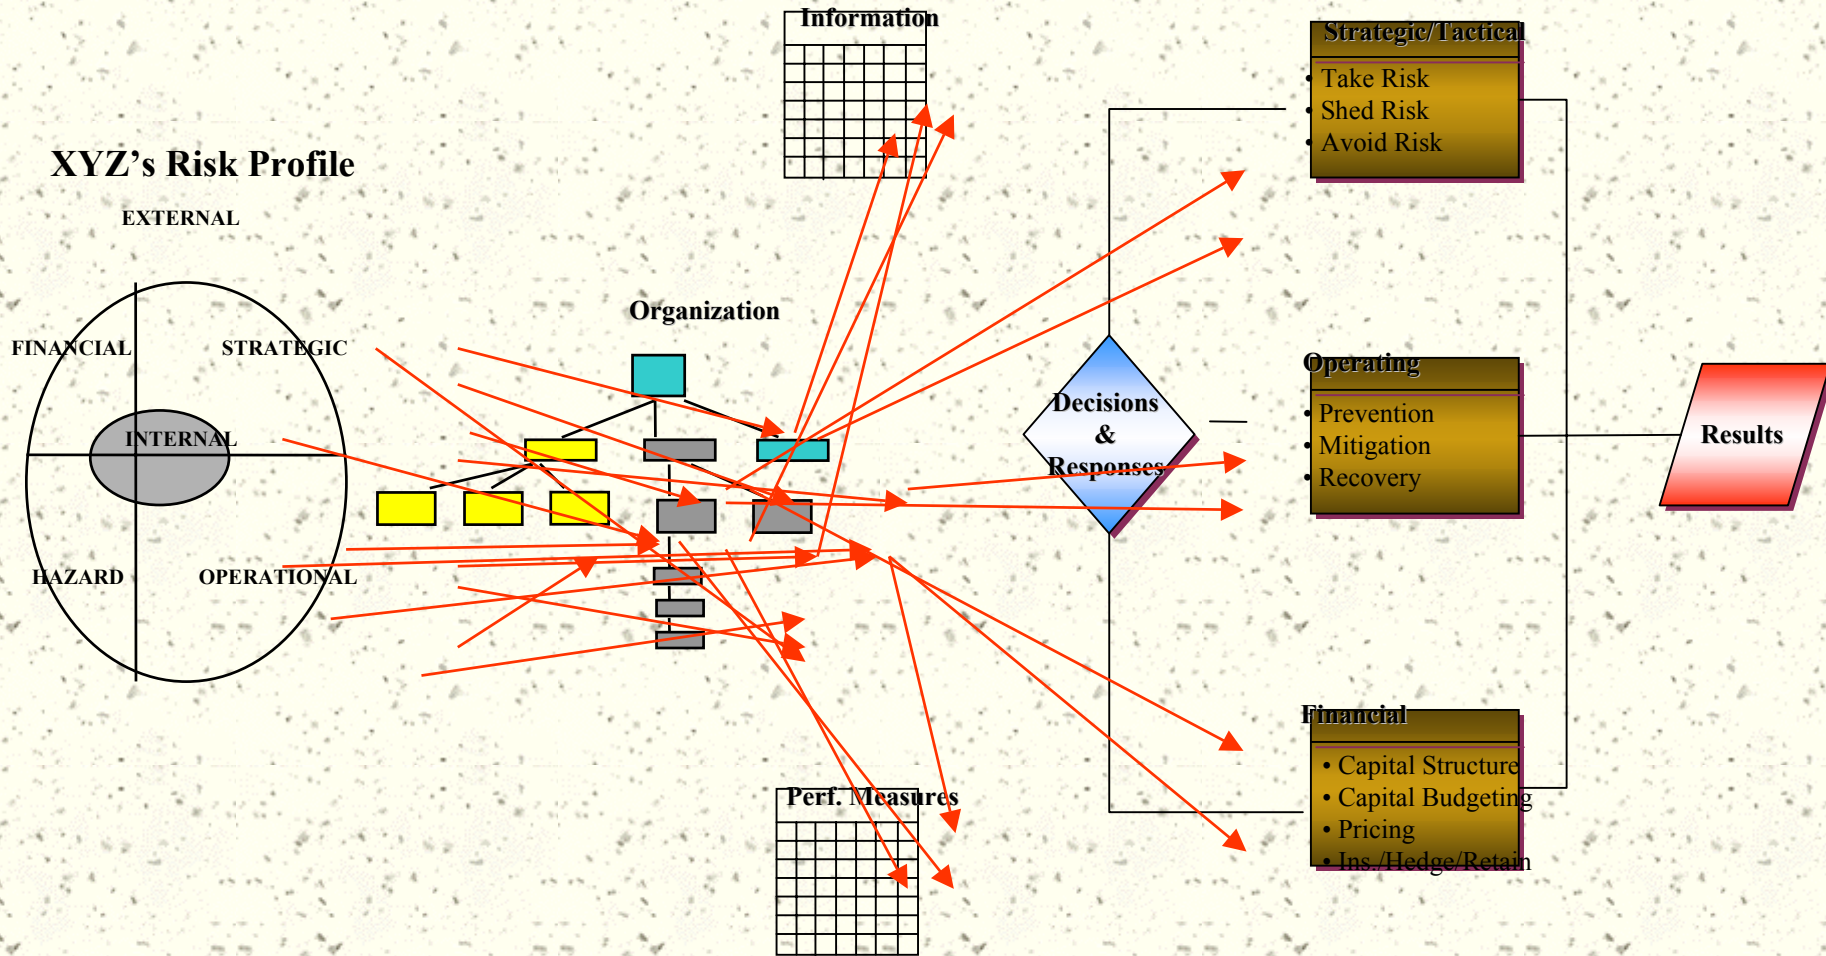 Information
Strategic/Tactical
• Take Risk
• Shed Risk
• Avoid Risk
XYZ’s Risk Profile
EXTERNAL
FINANCIAL
STRATEGIC
INTERNAL
HAZARD
OPERATIONAL
Organization
Decisions
&
Responses
Operating
• Prevention
• Mitigation
• Recovery
Results
Financial
• Capital Structure
• Capital Budgeting
• Pricing
• Ins./Hedge/Retain
Perf. Measures